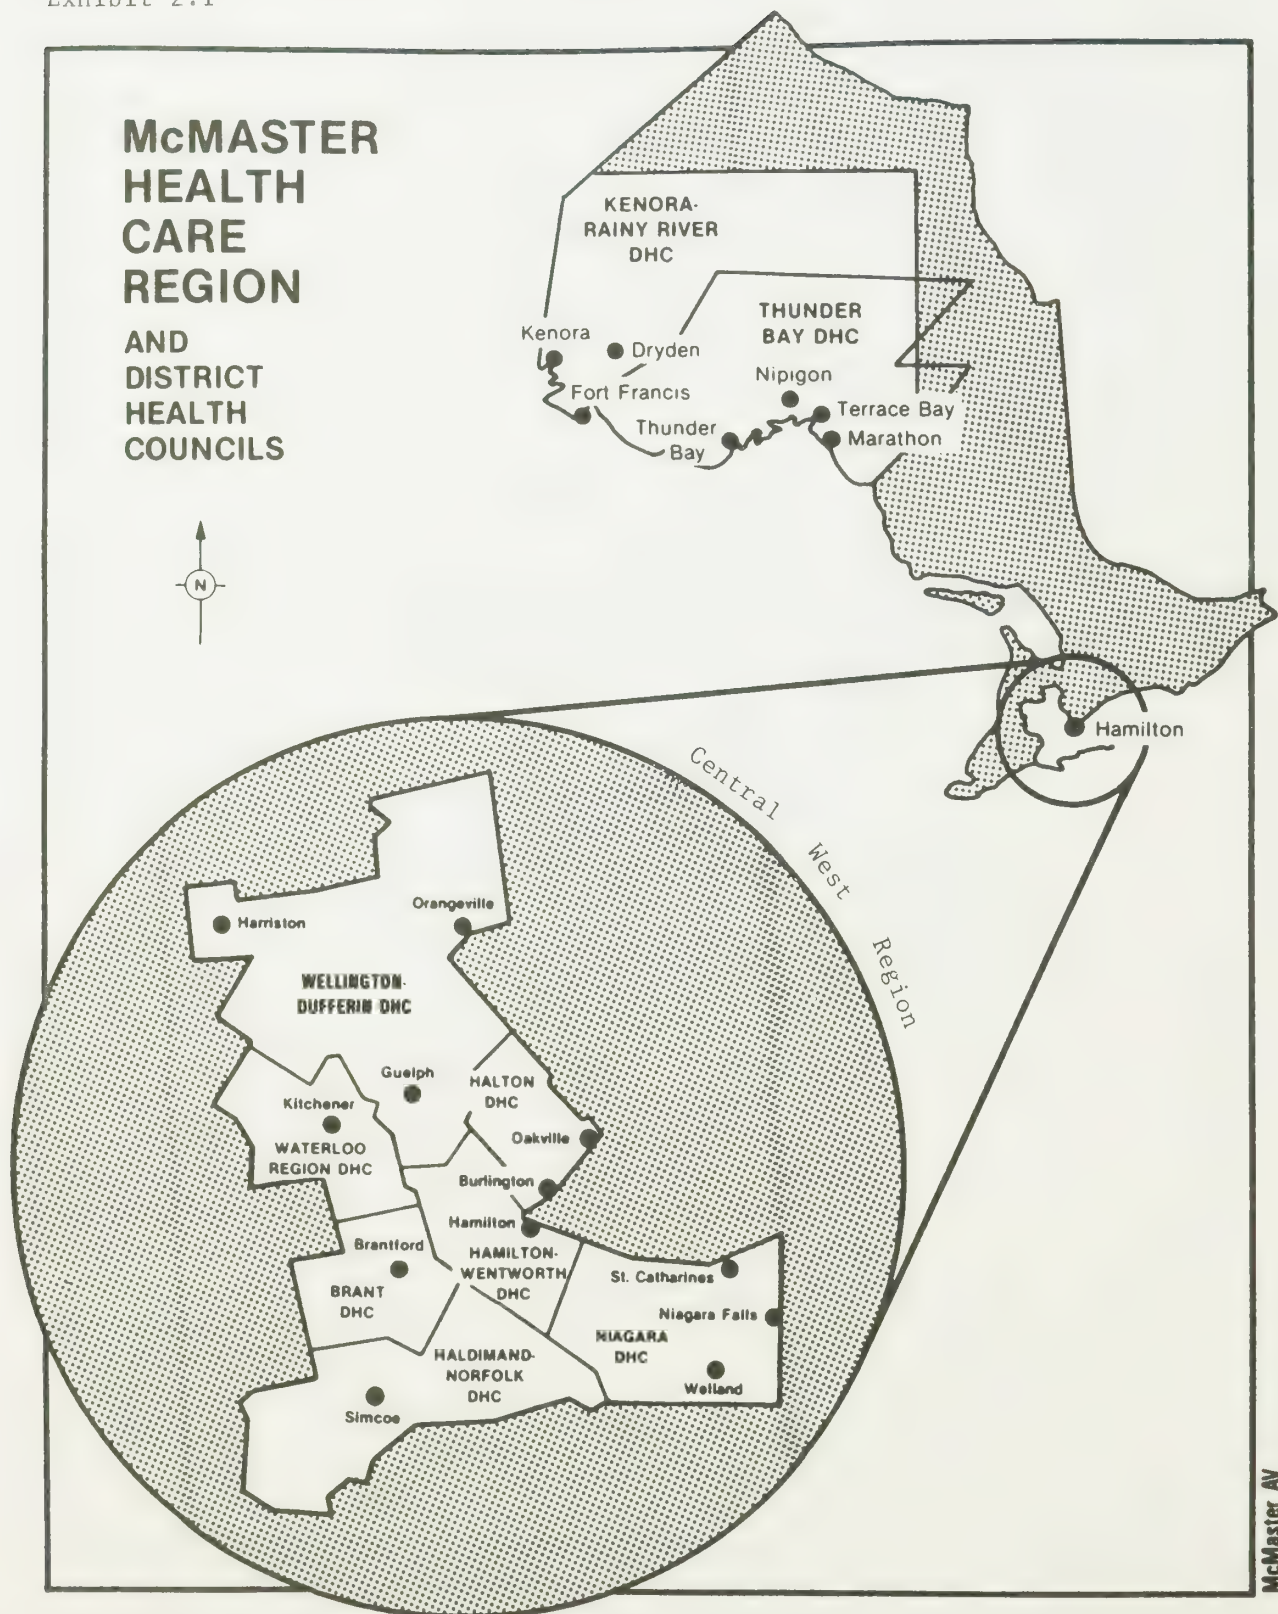 Exhibit 2.1
McMASTER
HEALTH
CARE
REGION
AND
DISTRICT
HEALTH
COUNCILS
N
KENORA-
RAINY RIVER
DHC
THUNDER
BAY DHC
Kenora
Dryden
Nipigon
Fort Francis
Terrace Bay
Thunder
Bay
Marathon
Hamilton
Central West Region
Harriston
Orangeville
WELLINGTON-
DUFFERIN DHC
Guelph
HALTON
DHC
Kitchener
Oakville
WATERLOO
REGION DHC
Burlington
Hamilton
Brantford
HAMILTON-
WENTWORTH
DHC
St. Catharines
BRANT
DHC
Niagara Falls
NIAGARA
DHC
HALDIMAND-
NORFOLK
DHC
Welland
Simcoe
McMaster AV